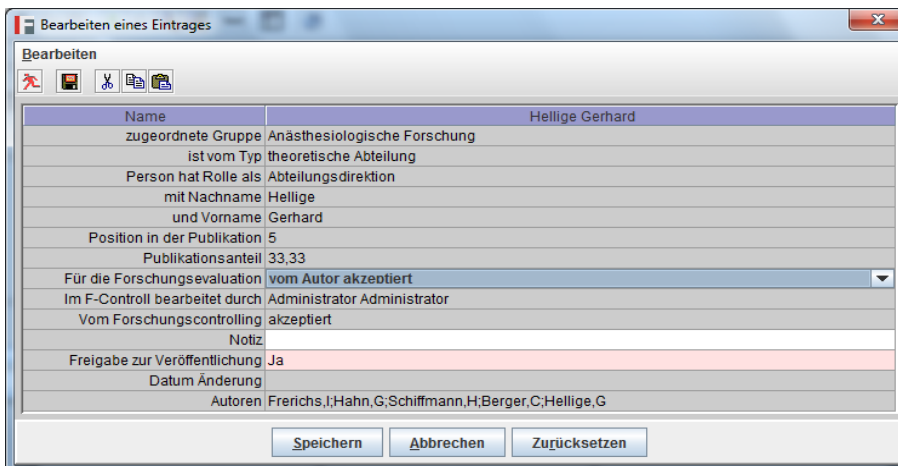 Bearbeiten eines Eintrages
Bearbeiten
Name Hellige Gerhard
zugeordnete Gruppe Anästhesiologische Forschung
ist vom Typ theoretische Abteilung
Person hat Rolle als Abteilungsdirektion
mit Nachname Hellige
und Vorname Gerhard
Position in der Publikation 5
Publikationsanteil 33,33
Für die Forschungsevaluation vom Autor akzeptiert
Im F-Controll bearbeitet durch Administrator Administrator
Vom Forschungscontrolling akzeptiert
Notiz
Freigabe zur Veröffentlichung Ja
Datum Änderung
Autoren Frerichs,I;Hahn,G;Schiffmann,H;Berger,C;Hellige,G
Speichern Abbrechen Zurücksetzen